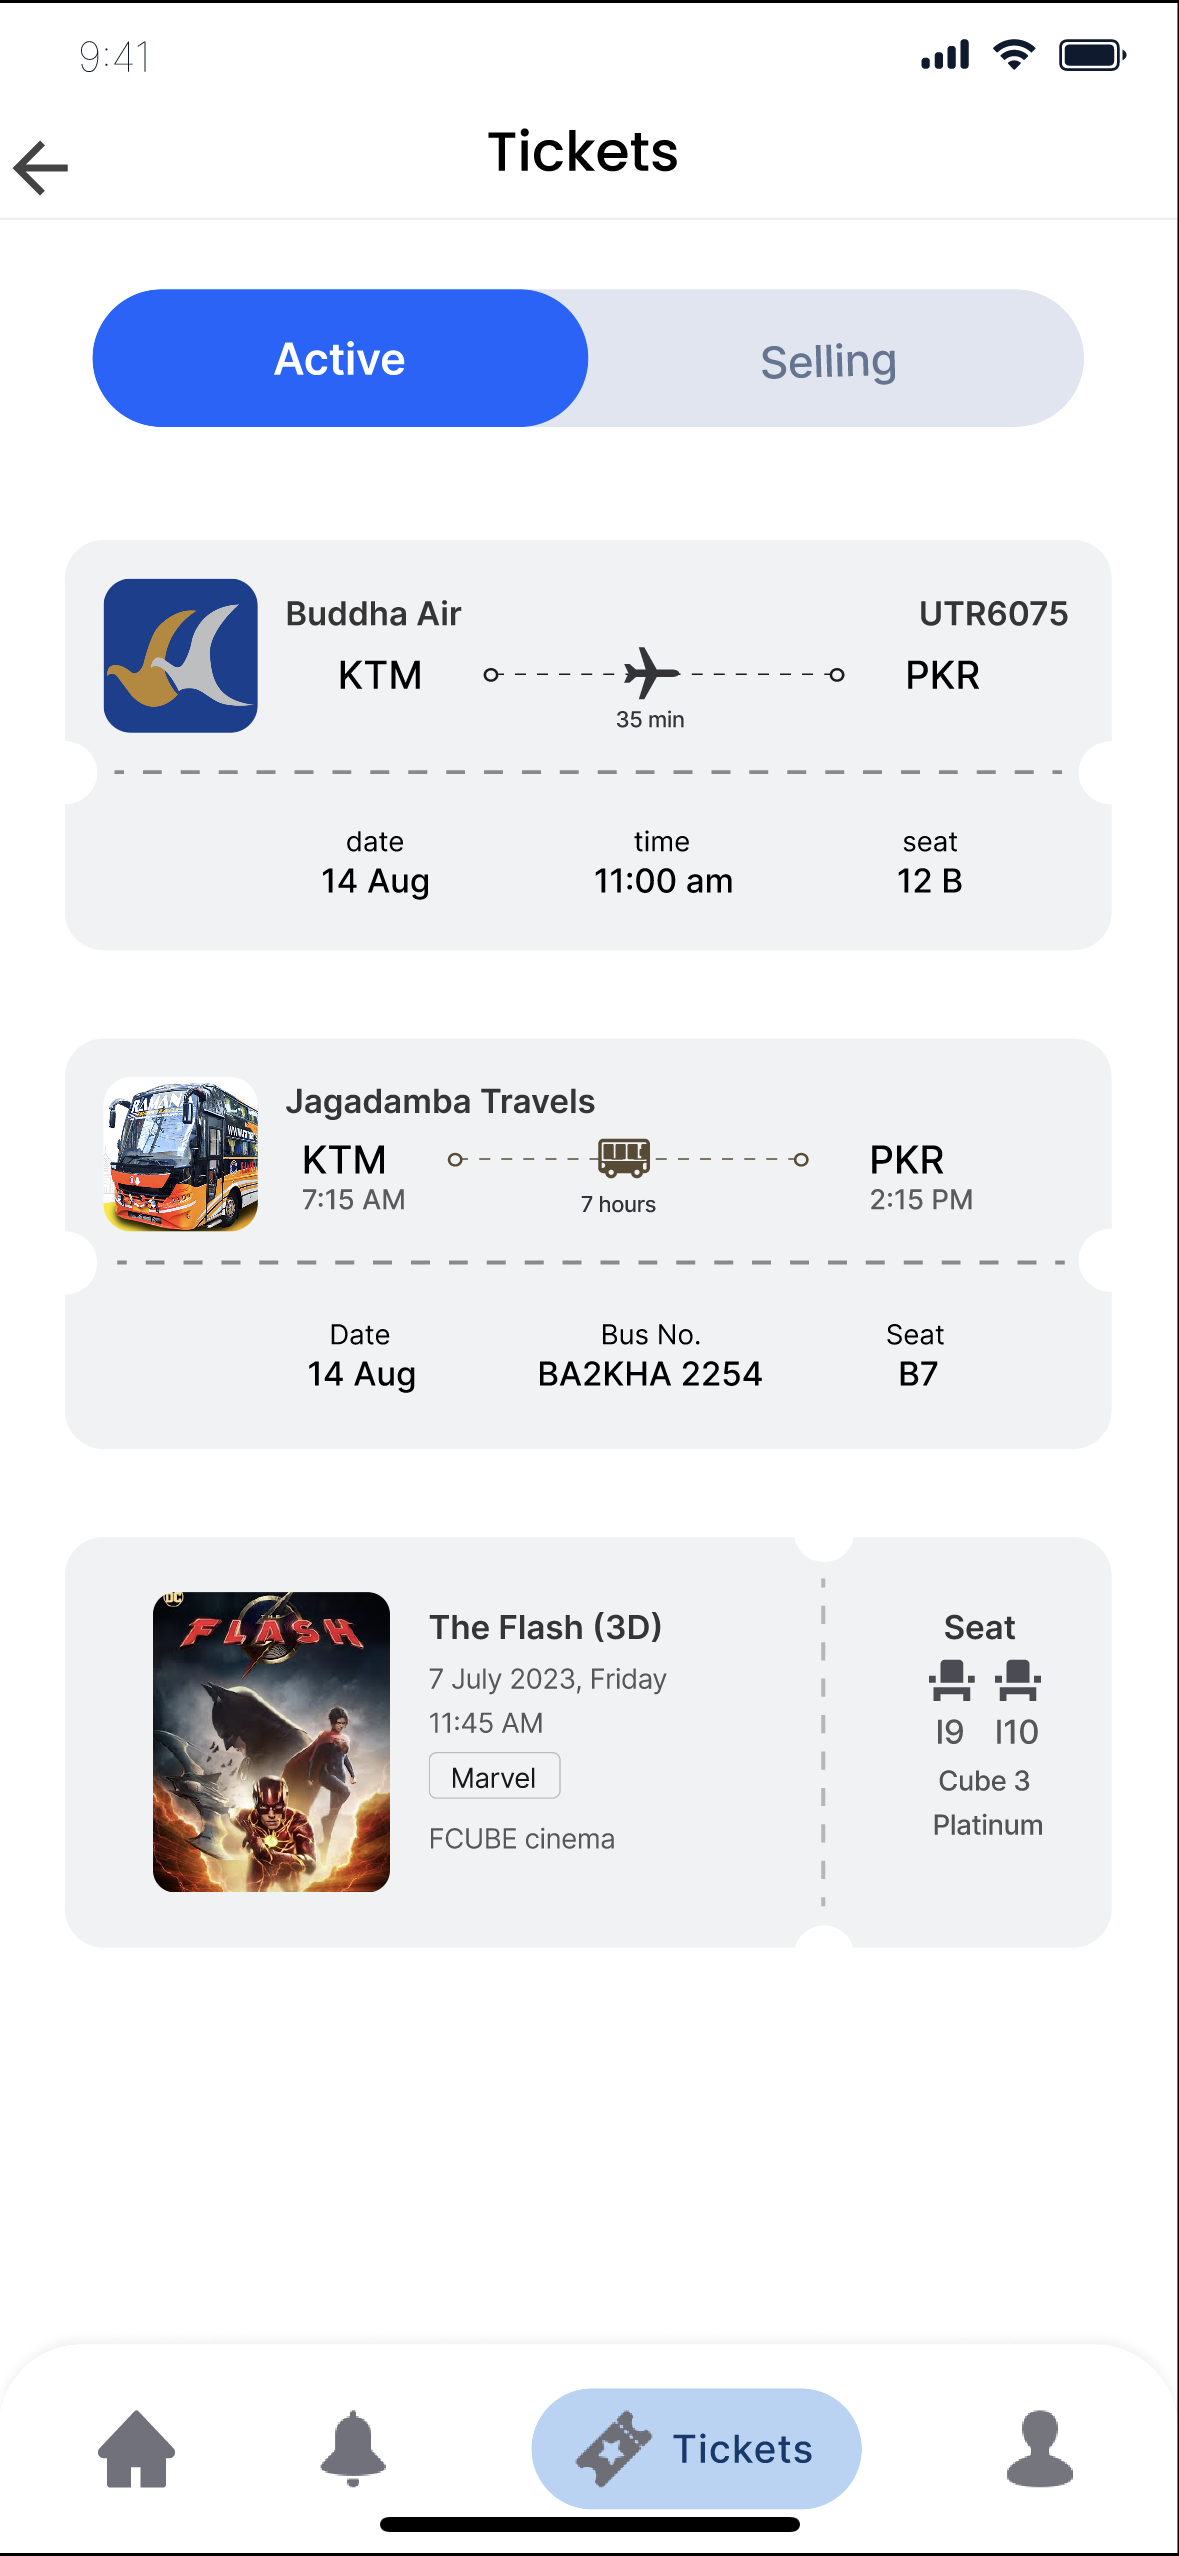 9:41
Tickets
Active
Selling
Buddha Air
UTR6075
KTM
PKR
35 min
date
time
seat
14 Aug
11:00 am
12 B
Jagadamba Travels
KTM
PKR
7:15 AM
7 hours
2:15 PM
Date
Bus No.
Seat
14 Aug
BA2KHA 2254
B7
DC
THE
FLASH
The Flash (3D)
7 July 2023, Friday
11:45 AM
Marvel
FCUBE cinema
Seat
I9 I10
Cube 3
Platinum
Tickets